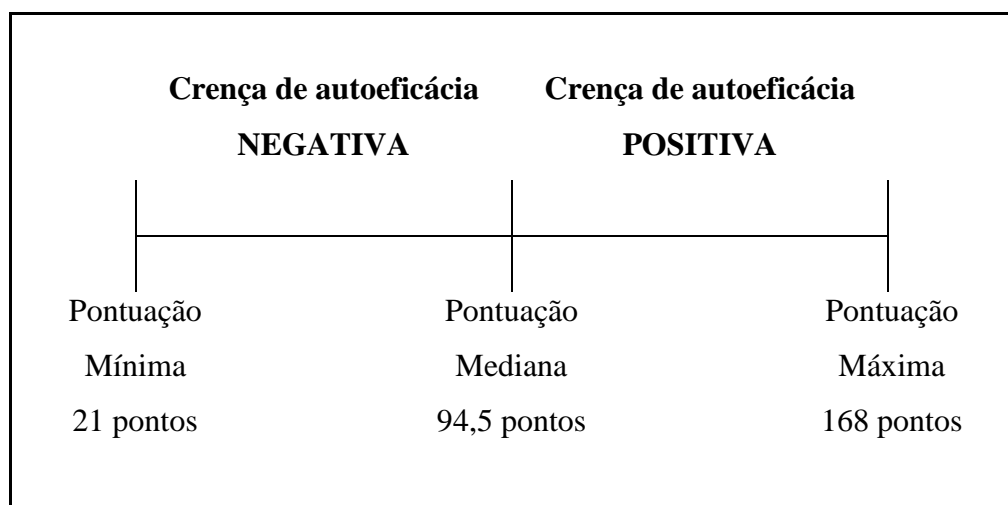 Crença de autoeficácia Crença de autoeficácia
NEGATIVA POSITIVA
Pontuação Pontuação Pontuação
Mínima Mediana Máxima
21 pontos 94,5 pontos 168 pontos